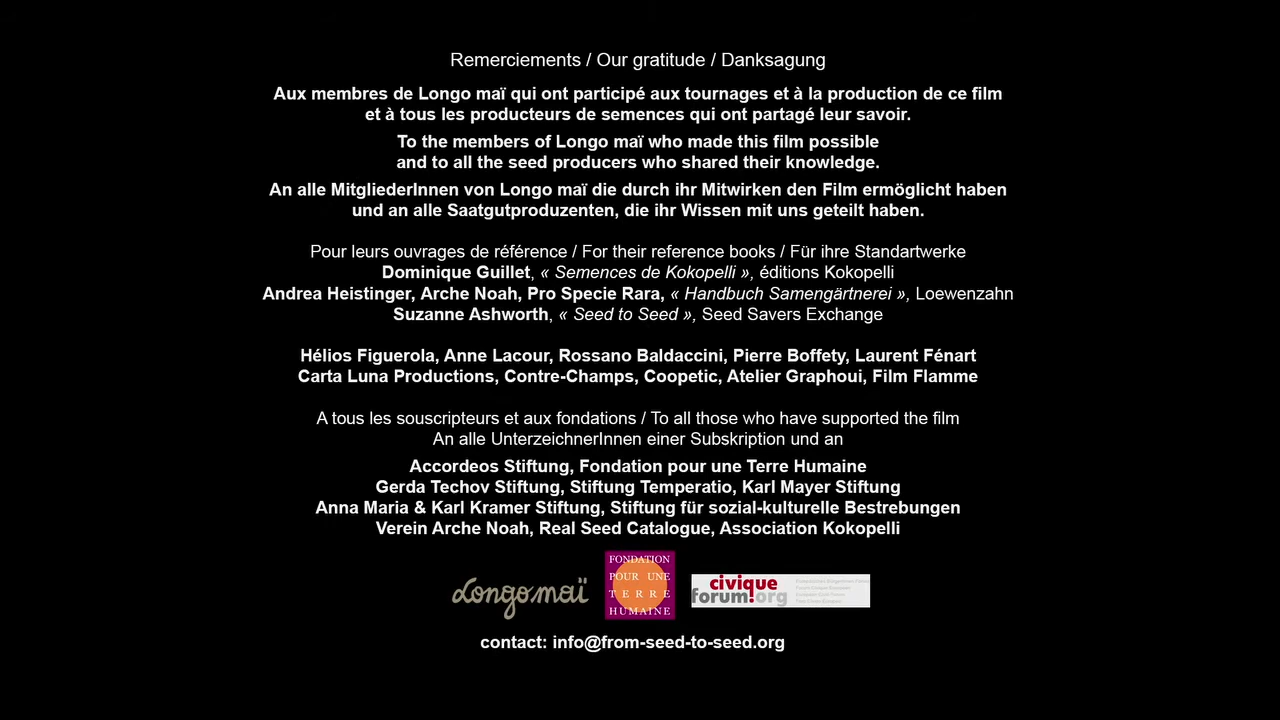 Remerciements / Our gratitude / Danksagung
Aux membres de Longo maï qui ont participé aux tournages et à la production de ce film
et à tous les producteurs de semences qui ont partagé leur savoir.
To the members of Longo maï who made this film possible
and to all the seed producers who shared their knowledge.
An alle MitgliederInnen von Longo maï die durch ihr Mitwirken den Film ermöglicht haben
und an alle Saatgutproduzenten, die ihr Wissen mit uns geteilt haben.
Pour leurs ouvrages de référence / For their reference books / Für ihre Standartwerke
Dominique Guillet, « Semences de Kokopelli », éditions Kokopelli
Andrea Heistinger, Arche Noah, Pro Specie Rara, « Handbuch Samengärtnerei », Loewenzahn
Suzanne Ashworth, « Seed to Seed », Seed Savers Exchange
Hélios Figuerola, Anne Lacour, Rossano Baldaccini, Pierre Boffety, Laurent Fénart
Carta Luna Productions, Contre-Champs, Coopetic, Atelier Graphoui, Film Flamme
A tous les souscripteurs et aux fondations / To all those who have supported the film
An alle UnterzeichnerInnen einer Subskription und an
Accordeos Stiftung, Fondation pour une Terre Humaine
Gerda Techov Stiftung, Stiftung Temperatio, Karl Mayer Stiftung
Anna Maria & Karl Kramer Stiftung, Stiftung für sozial-kulturelle Bestrebungen
Verein Arche Noah, Real Seed Catalogue, Association Kokopelli
Longo maï
FONDATION
POUR UNE
TERRE
HUMAINE
civique
forum!org
contact: info@from-seed-to-seed.org